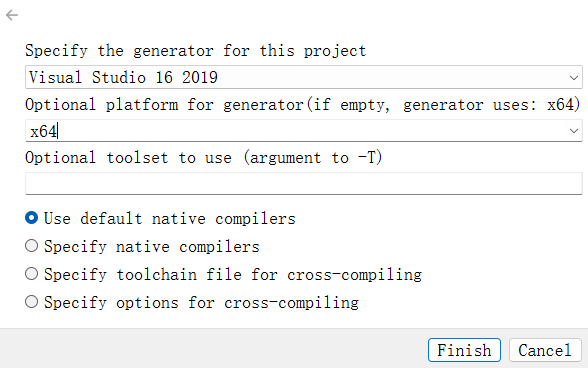 Specify the generator for this project
Visual Studio 16 2019
Optional platform for generator(if empty, generator uses: x64)
x64
Optional toolset to use (argument to -T)
Use default native compilers
Specify native compilers
Specify toolchain file for cross-compiling
Specify options for cross-compiling
Finish Cancel